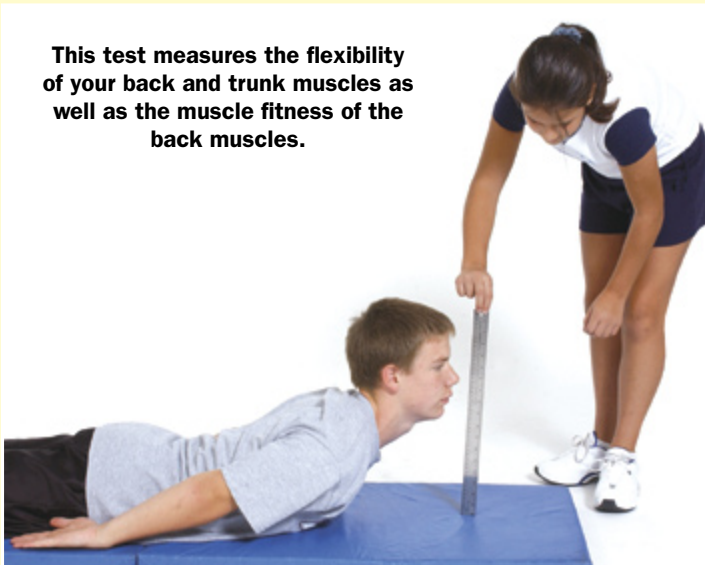 This test measures the flexibility
of your back and trunk muscles as
well as the muscle fitness of the
back muscles.